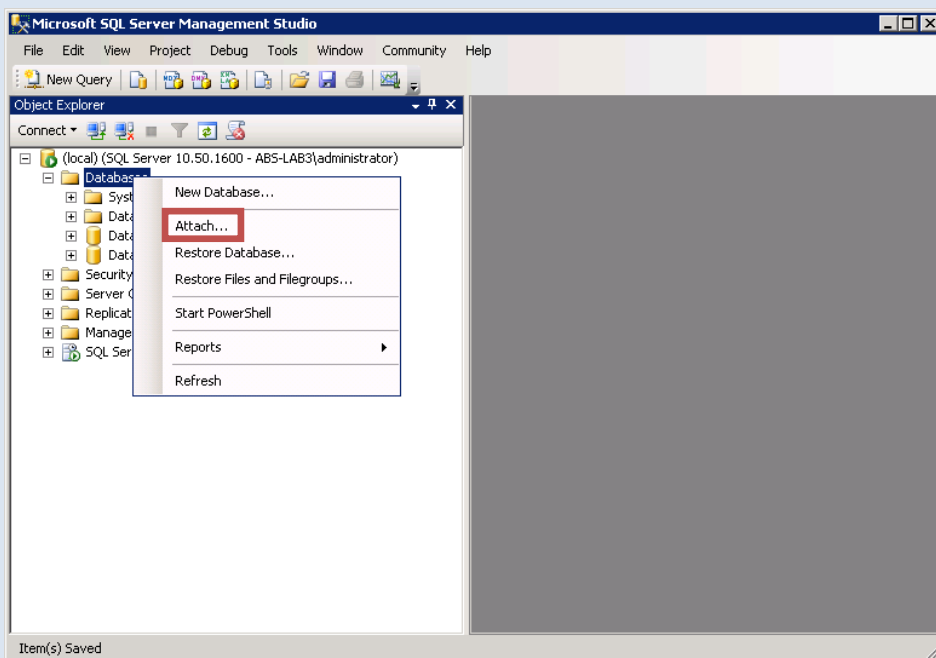 Microsoft SQL Server Management Studio
File Edit View Project Debug Tools Window Community Help
New Query
Object Explorer
Connect
(local) (SQL Server 10.50.1600 - ABS-LAB3\administrator)
Databases
Syst
Data
Data
Data
Security
Server
Replicat
Manage
SQL Ser
New Database...
Attach...
Restore Database...
Restore Files and Filegroups...
Start PowerShell
Reports
Refresh
Item(s) Saved